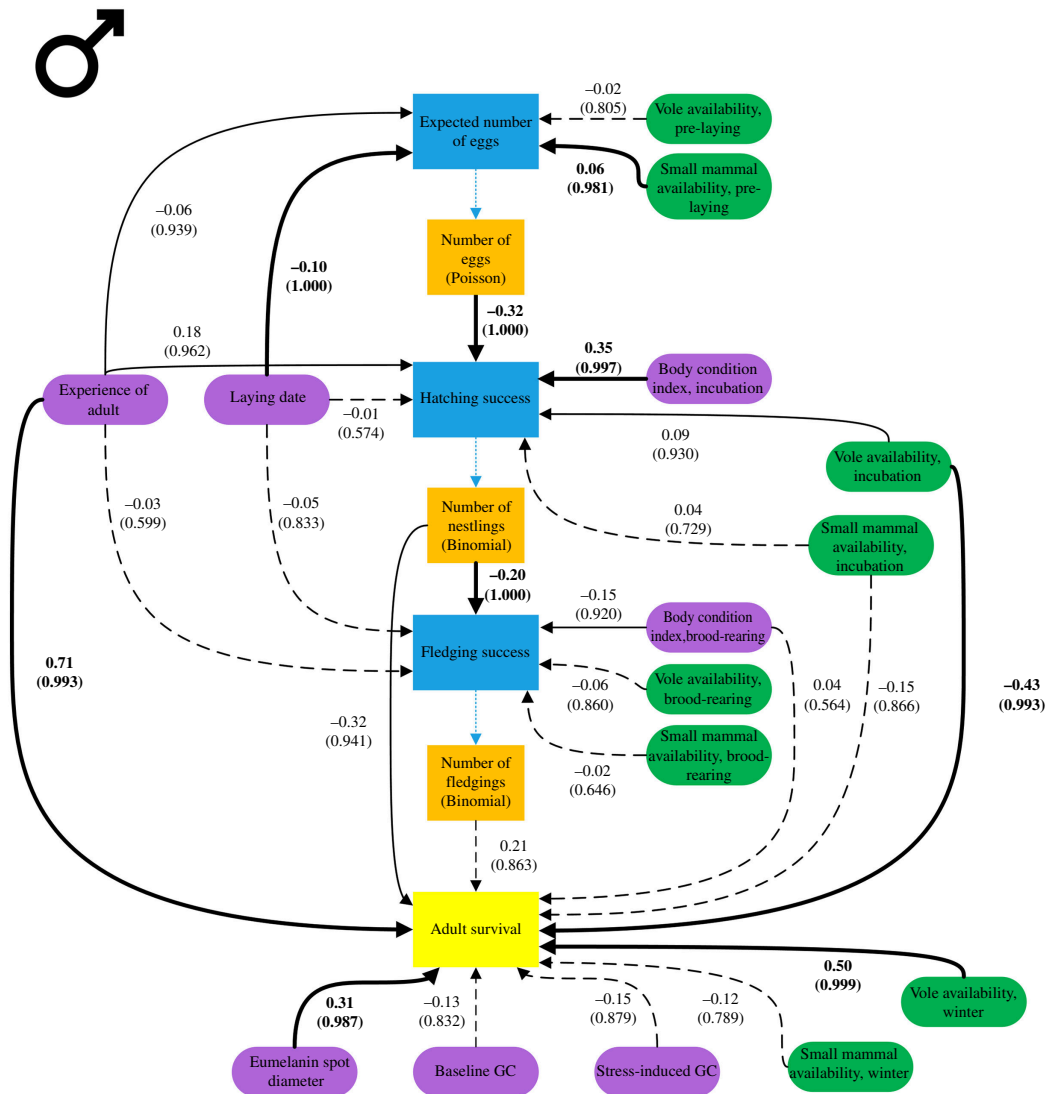 –0.02
(0.805)
Vole availability,
pre-laying
Expected number
of eggs
0.06
(0.981)
Small mammal
availability, pre-
laying
–0.06
(0.939)
–0.10
(1.000)
Number of
eggs
(Poisson)
–0.32
(1.000)
0.18
(0.962)
0.35
(0.997)
Body condition
index, incubation
Experience of
adult
Laying date
–0.01
(0.574)
Hatching success
0.09
(0.930)
Vole availability,
incubation
–0.03
(0.599)
–0.05
(0.833)
Number of
nestlings
(Binomial)
0.04
(0.729)
Small mammal
availability,
incubation
–0.20
(1.000)
–0.15
(0.920)
Body condition
index,brood-rearing
Fledging success
–0.06
(0.860)
Vole availability,
brood-rearing
0.04
(0.564)
–0.15
(0.866)
–0.43
(0.993)
0.71
(0.993)
–0.32
(0.941)
Number of
fledgings
(Binomial)
–0.02
(0.646)
Small mammal
availability, brood-
rearing
0.21
(0.863)
Adult survival
0.31
(0.987)
–0.13
(0.832)
–0.15
(0.879)
–0.12
(0.789)
0.50
(0.999)
Vole availability,
winter
Eumelanin spot
diameter
Baseline GC
Stress-induced GC
Small mammal
availability, winter